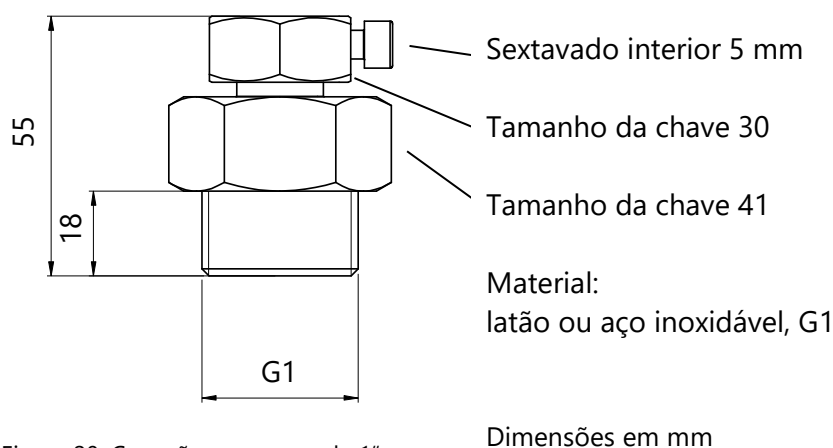 55
18
G1
Sextavado interior 5 mm
Tamanho da chave 30
Tamanho da chave 41
Material:
latão ou aço inoxidável, G1
Dimensões em mm